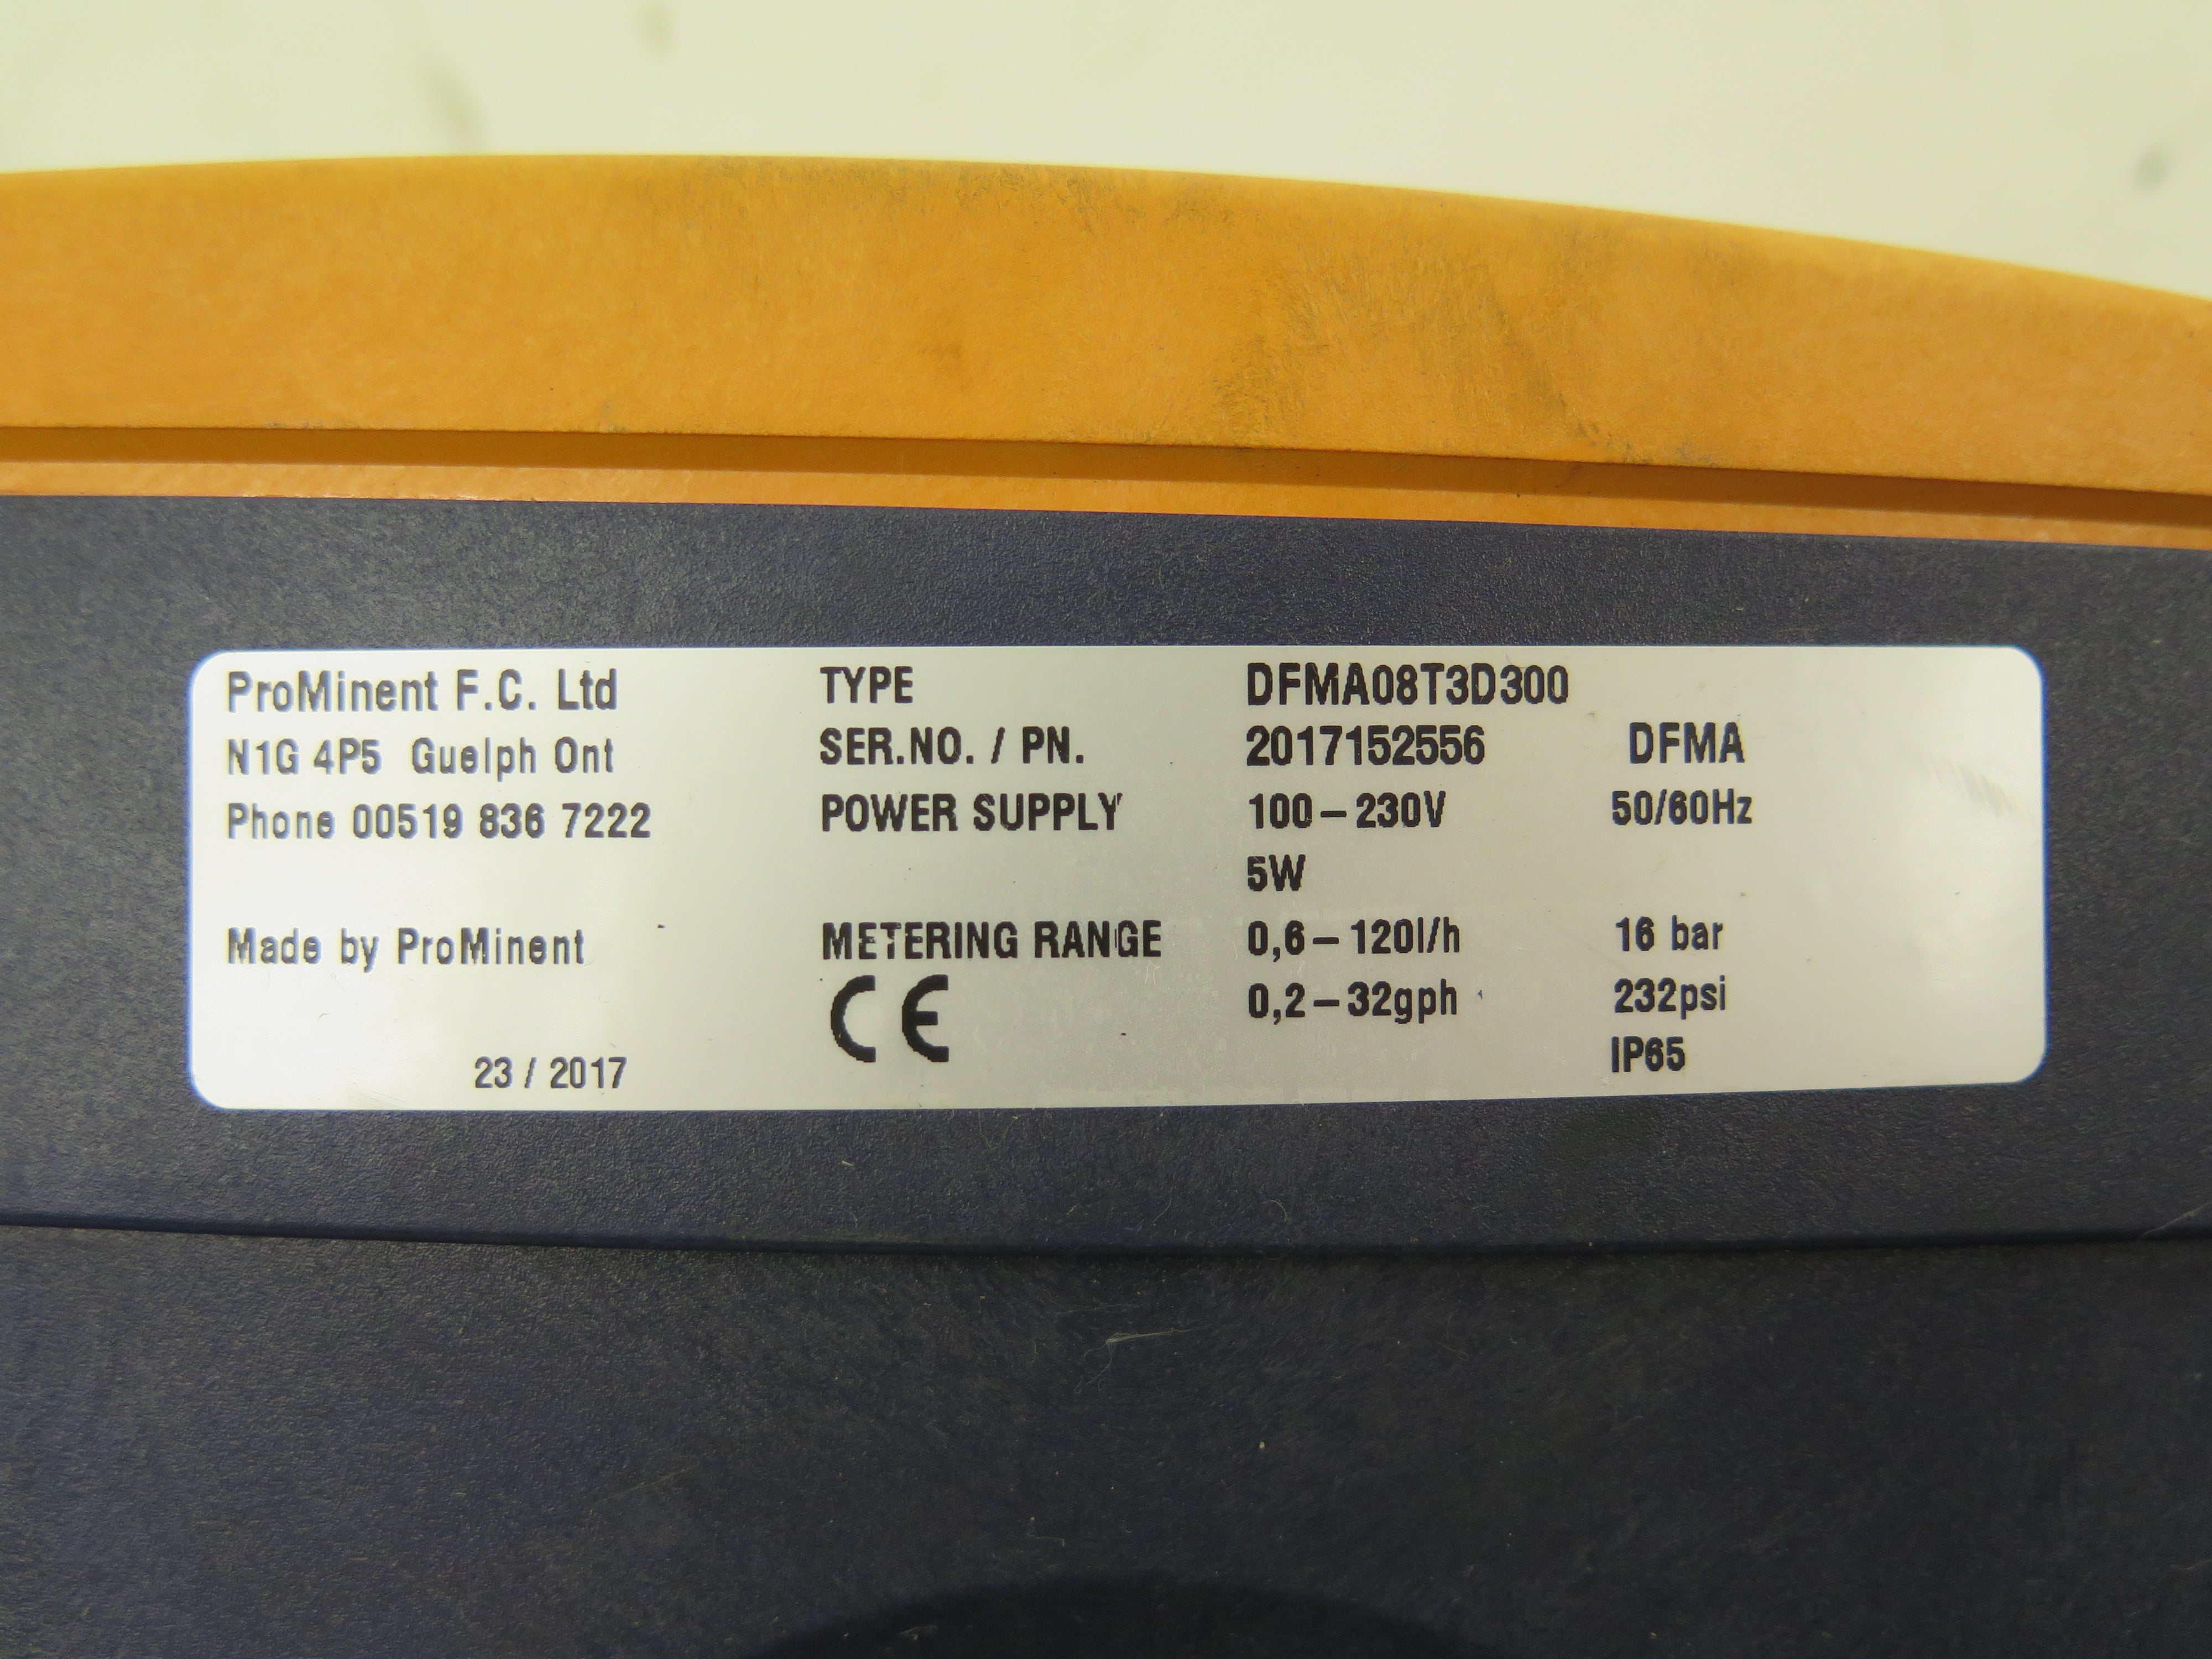 ProMinent F.C. Ltd
N1G 4P5 Guelph Ont
Phone 00519 836 7222
Made by ProMinent
23 / 2017
TYPE DFMA08T3D300
SER.NO. / PN. 2017152556 DFMA
POWER SUPPLY 100 – 230V 50/60Hz
5W
METERING RANGE 0,6 – 120l/h 16 bar
CE 0,2 – 32gph 232psi
IP65